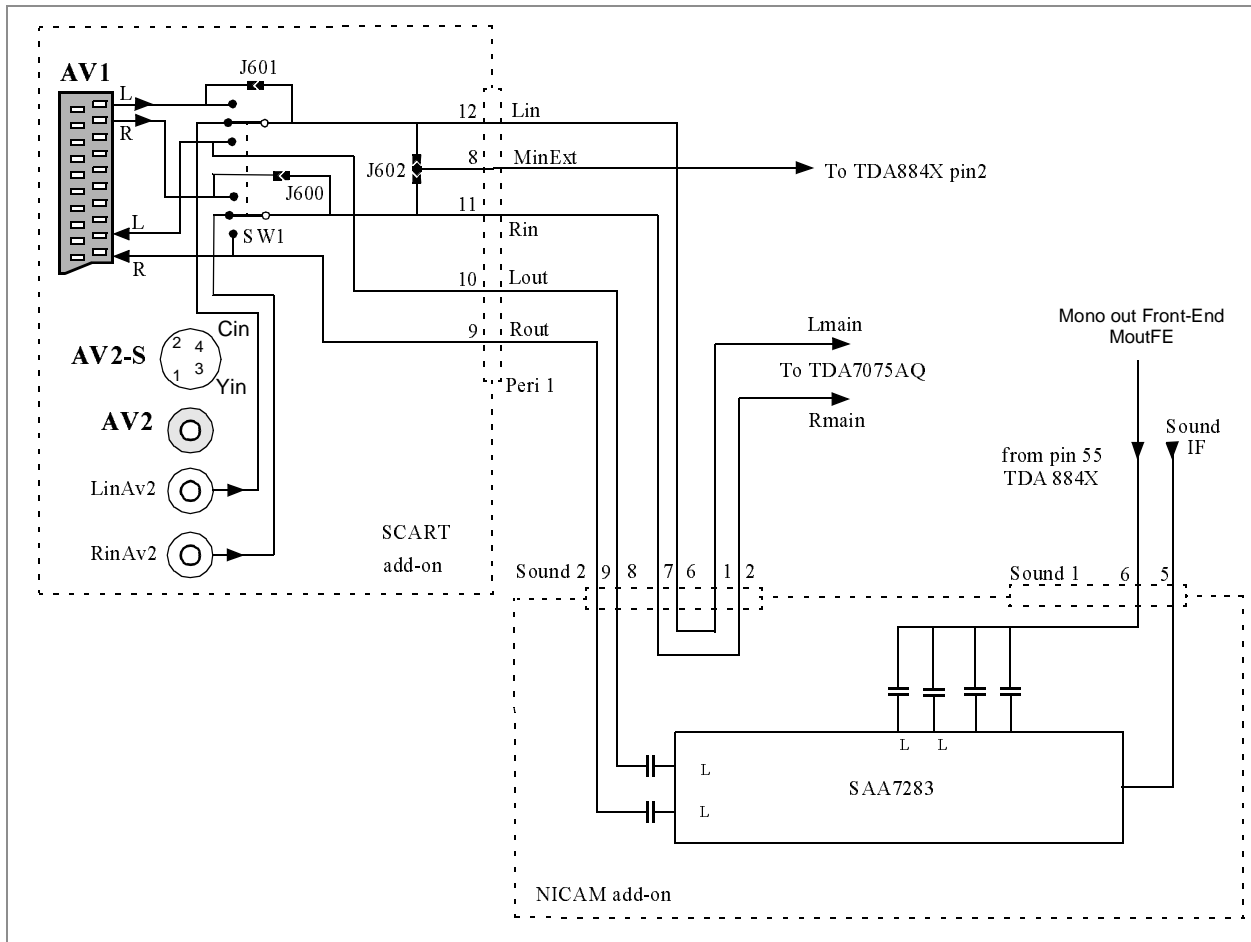 AV1
L
R
J601
12
Lin
8
MinExt
J602
To TDA884X pin2
J600
11
Rin
L
SW1
R
10
Lout
9
Rout
Peri 1
AV2-S
2
4
1
3
Cin
Yin
AV2
LinAv2
RinAv2
SCART
add-on
Lmain
To TDA7075AQ
Rmain
Mono out Front-End
MoutFE
from pin 55
TDA 884X
Sound
IF
Sound 2
9
8
7
6
1
2
Sound 1
6
5
L
L
L
SAA7283
L
NICAM add-on